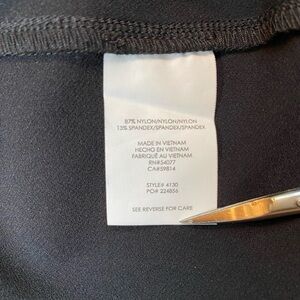 87% NYLON/NYLON/NYLON
13% SPANDEX/SPANDEX/SPANDEX
MADE IN VIETNAM
HECHO EN VIETNAM
FABRIQUÉ AU VIETNAM
RN#54077
CA#59814
STYLE# 4130
PO# 224856
SEE REVERSE FOR CARE